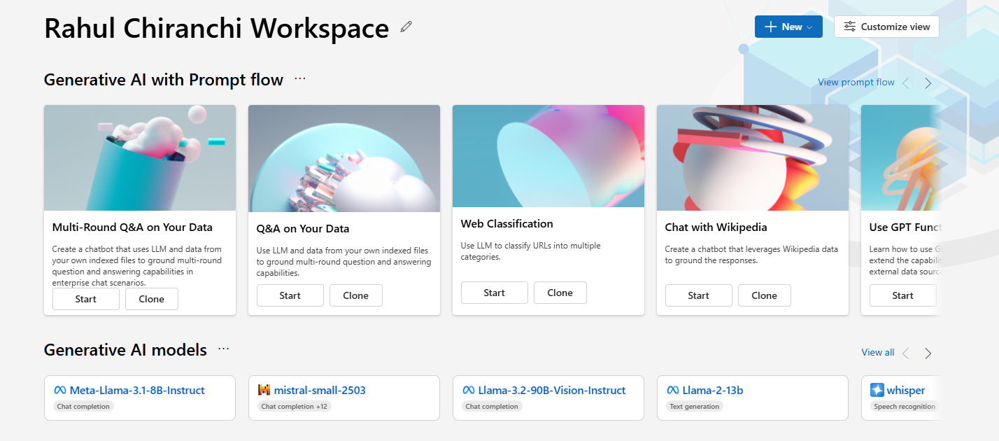 Rahul Chiranchi Workspace
New
Customize view
Generative AI with Prompt flow ...
View prompt flow
Multi-Round Q&A on Your Data
Create a chatbot that uses LLM and data from
your own indexed files to ground multi-round
question and answering capabilities in
enterprise chat scenarios.
Start
Clone
Q&A on Your Data
Use LLM and data from your own indexed files
to ground multi-round question and answering
capabilities.
Start
Clone
Web Classification
Use LLM to classify URLs into multiple
categories.
Start
Clone
Chat with Wikipedia
Create a chatbot that leverages Wikipedia data
to ground the responses.
Start
Clone
Use GPT Funct
Learn how to use G
extend the capabilit
external data sourc
Start
Generative AI models ...
View all
Meta-Llama-3.1-8B-Instruct
Chat completion
mistral-small-2503
Chat completion +12
Llama-3.2-90B-Vision-Instruct
Chat completion
Llama-2-13b
Text generation
whisper
Speech recognition